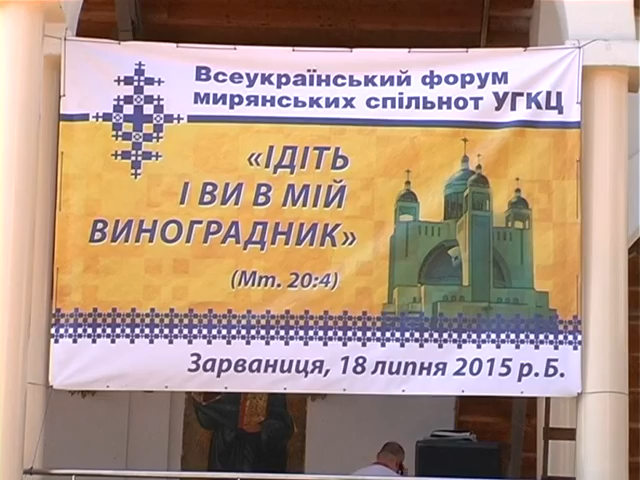 Всеукраїнський форум
мирянських спільнот УГКЦ
«ІДІТЬ
І ВИ В МІЙ
ВИНОГРАДНИК»
(Мт. 20:4)
Зарваниця, 18 липня 2015 р.Б.